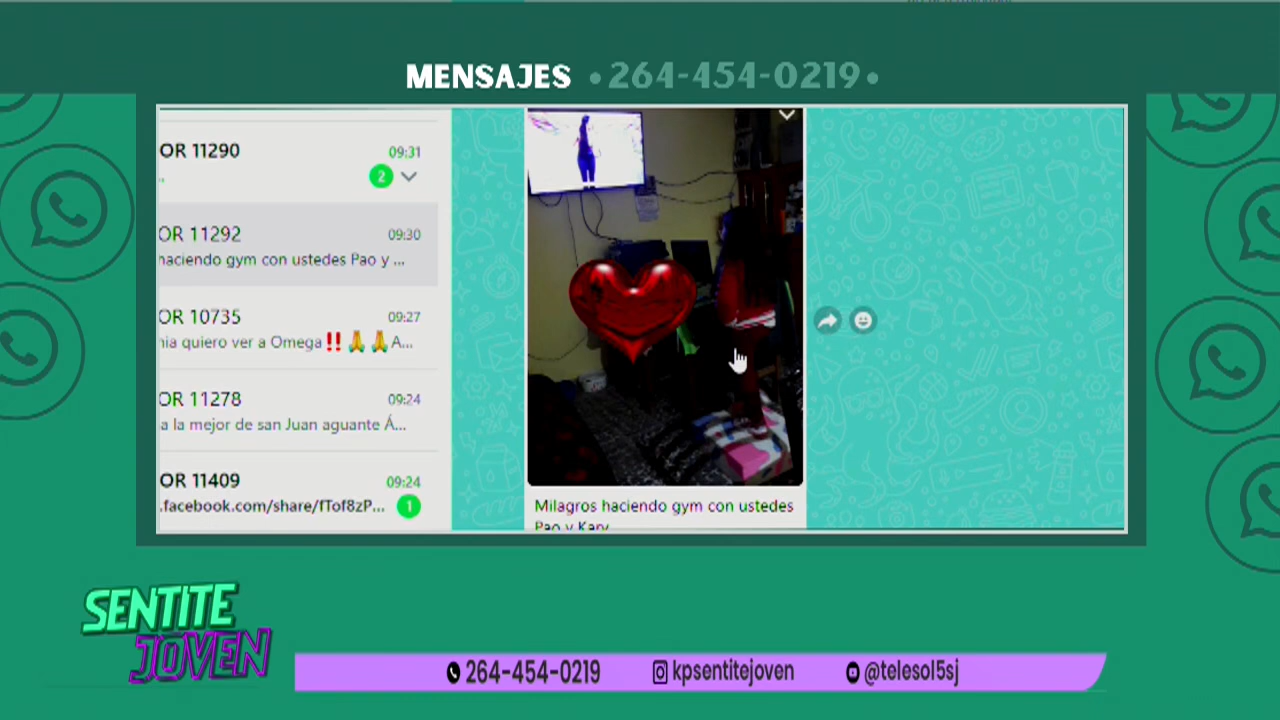 MENSAJES • 264-454-0219 •
OR 11290 09:31
2
OR 11292 09:30
haciendo gym con ustedes Pao y ...
OR 10735 09:27
nia quiero ver a Omega‼️🙏🙏A...
OR 11278 09:24
a la mejor de san Juan aguante Á...
OR 11409 09:24
.facebook.com/share/fTof8zP... 1
Milagros haciendo gym con ustedes
Pao y Kary
SENTITE
JOVEN
264-454-0219 kpsentitejoven @telesol5sj